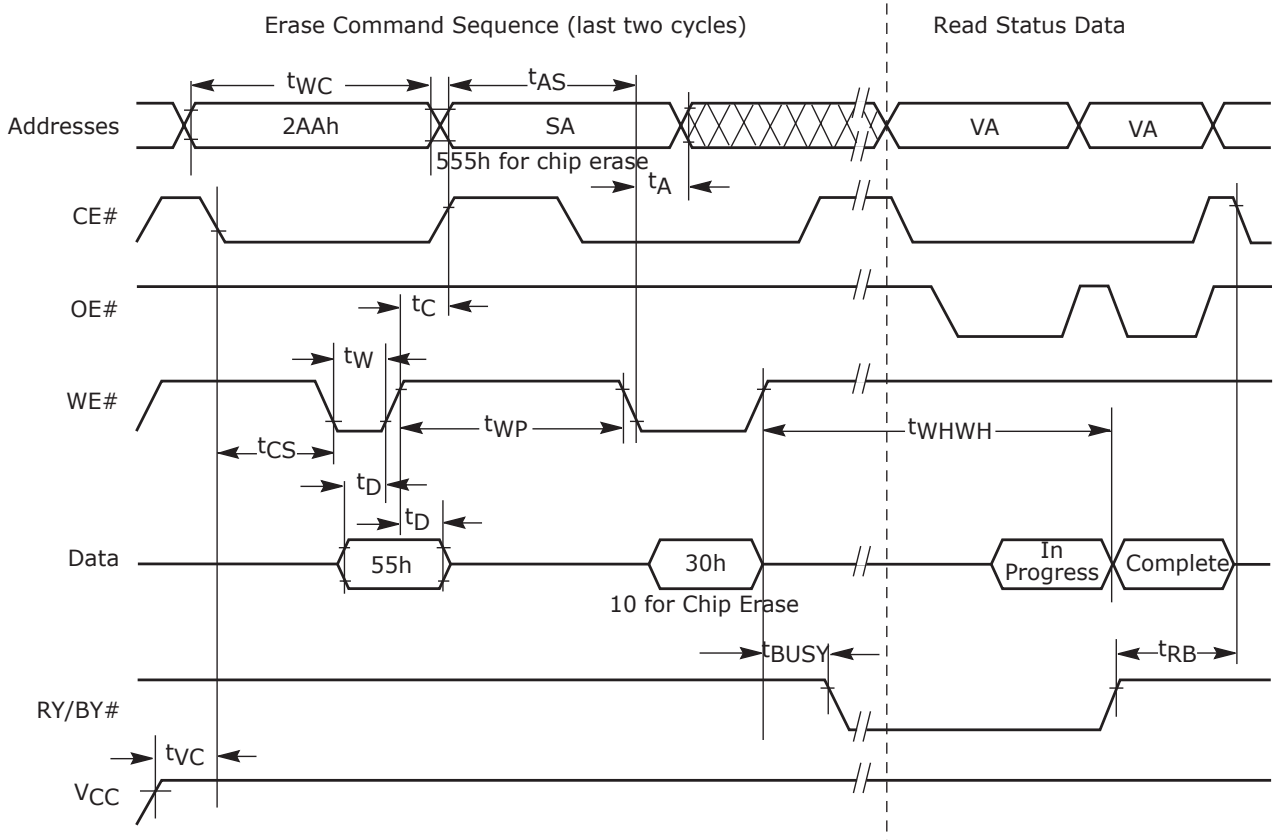 Erase Command Sequence (last two cycles)
Read Status Data
tWC
tAS
Addresses
2AAh
SA
VA
VA
555h for chip erase
tA
CE#
OE#
tC
tW
WE#
tWP
tWHWH
tCS
tD
tD
Data
55h
30h
In
Progress
Complete
10 for Chip Erase
tBUSY
tRB
RY/BY#
tVC
VCC